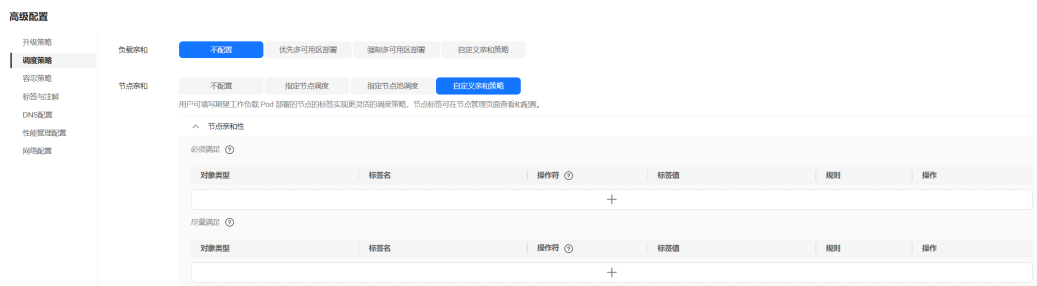 高级配置
升级策略
调度策略
容忍策略
标签与注解
DNS配置
性能管理配置
网络配置
负载亲和 不配置 优先多可用区部署 强制多可用区部署 自定义亲和策略
节点亲和 不配置 指定节点调度 指定节点池调度 自定义亲和策略
用户可填写期望工作负载 Pod 部署的节点的标签实现更灵活的调度策略，节点标签可在节点管理页面查看和配置。
节点亲和性
必须满足 ?
对象类型 标签名 操作符 ? 标签值 规则 操作
+
尽量满足 ?
对象类型 标签名 操作符 ? 标签值 规则 操作
+